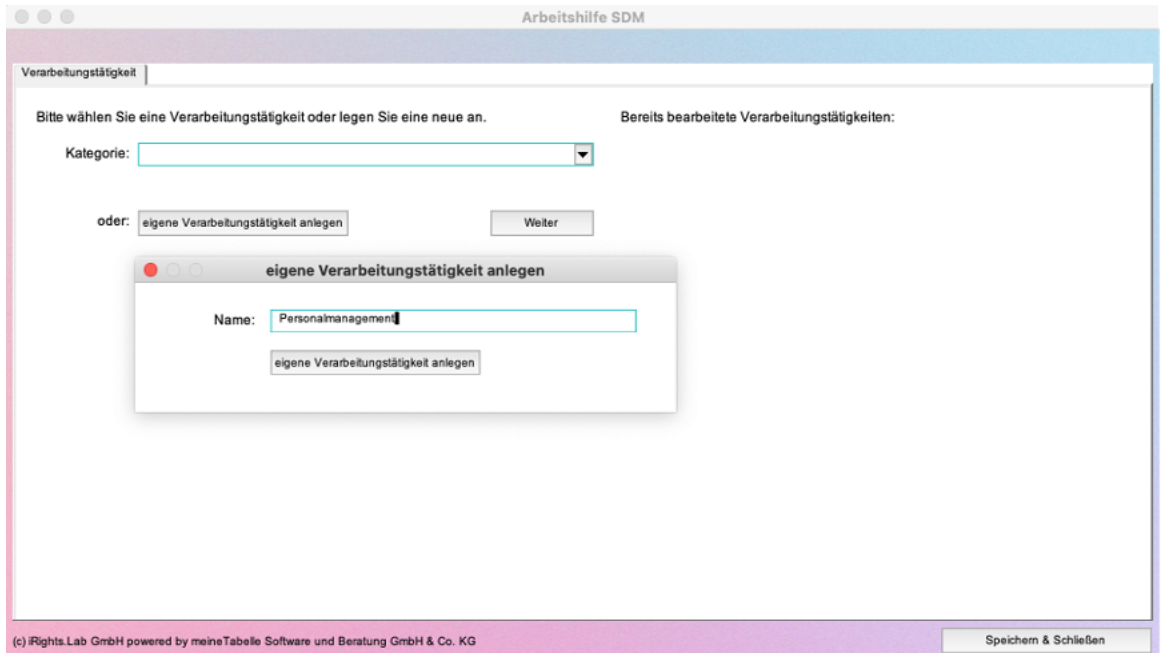 Arbeitshilfe SDM
Verarbeitungstätigkeit
Bitte wählen Sie eine Verarbeitungstätigkeit oder legen Sie eine neue an.
Bereits bearbeitete Verarbeitungstätigkeiten:
Kategorie:
oder: eigene Verarbeitungstätigkeit anlegen Weiter
eigene Verarbeitungstätigkeit anlegen
Name: Personalmanagement
eigene Verarbeitungstätigkeit anlegen
(c) iRights.Lab GmbH powered by meineTabelle Software und Beratung GmbH & Co. KG
Speichern & Schließen